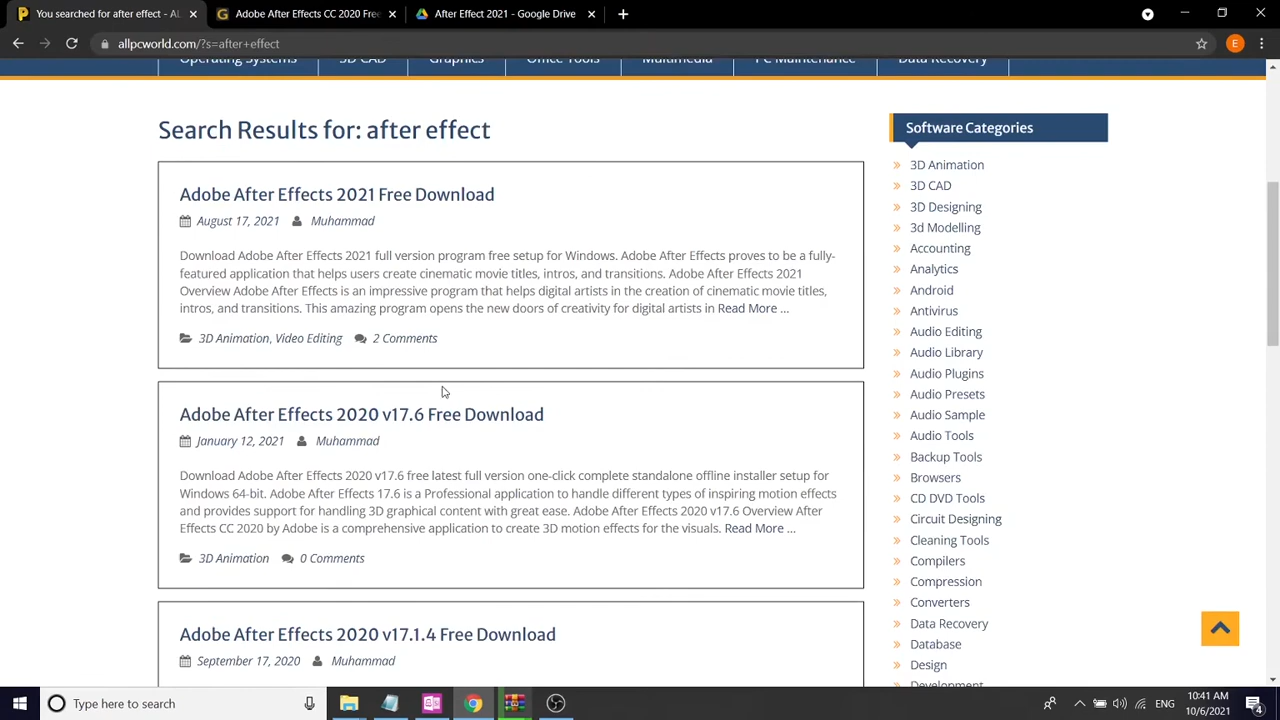 You searched for after effect - AL
Adobe After Effects CC 2020 Fre
After Effect 2021 - Google Drive
allpcworld.com/?s=after+effect
E
Operating Systems
3D CAD
Graphics
Office Tools
Multimedia
PC Maintenance
Data Recovery
Search Results for: after effect
Adobe After Effects 2021 Free Download
August 17, 2021 Muhammad
Download Adobe After Effects 2021 full version program free setup for Windows. Adobe After Effects proves to be a fully-
featured application that helps users create cinematic movie titles, intros, and transitions. Adobe After Effects 2021
Overview Adobe After Effects is an impressive program that helps digital artists in the creation of cinematic movie titles,
intros, and transitions. This amazing program opens the new doors of creativity for digital artists in Read More ...
3D Animation, Video Editing 2 Comments
Adobe After Effects 2020 v17.6 Free Download
January 12, 2021 Muhammad
Download Adobe After Effects 2020 v17.6 free latest full version one-click complete standalone offline installer setup for
Windows 64-bit. Adobe After Effects 17.6 is a Professional application to handle different types of inspiring motion effects
and provides support for handling 3D graphical content with great ease. Adobe After Effects 2020 v17.6 Overview After
Effects CC 2020 by Adobe is a comprehensive application to create 3D motion effects for the visuals. Read More ...
3D Animation 0 Comments
Adobe After Effects 2020 v17.1.4 Free Download
September 17, 2020 Muhammad
Software Categories
3D Animation
3D CAD
3D Designing
3d Modelling
Accounting
Analytics
Android
Antivirus
Audio Editing
Audio Library
Audio Plugins
Audio Presets
Audio Sample
Audio Tools
Backup Tools
Browsers
CD DVD Tools
Circuit Designing
Cleaning Tools
Compilers
Compression
Converters
Data Recovery
Database
Design
Development
Type here to search
ENG
10:41 AM
10/6/2021
4